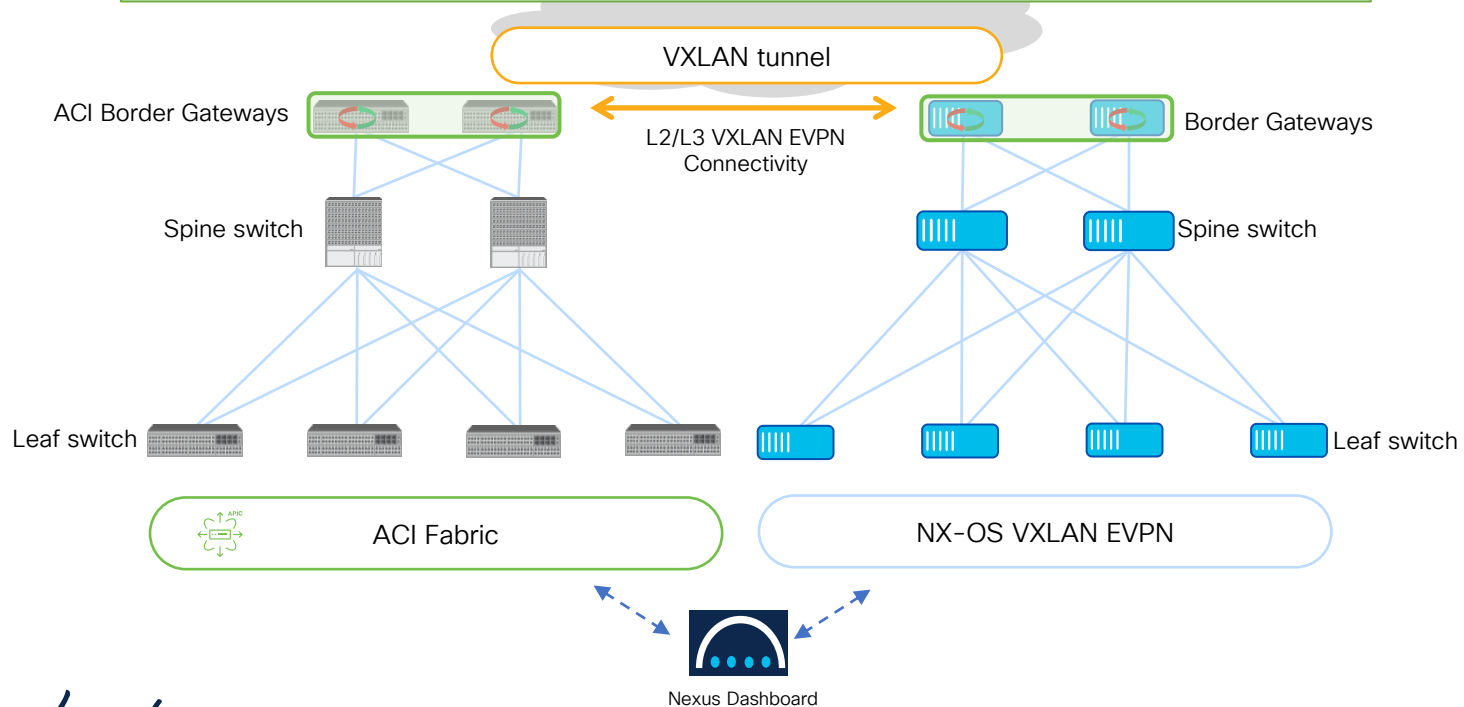 VXLAN tunnel
ACI Border Gateways
L2/L3 VXLAN EVPN
Connectivity
Border Gateways
Spine switch
Spine switch
Leaf switch
Leaf switch
APIC
ACI Fabric
NX-OS VXLAN EVPN
Nexus Dashboard